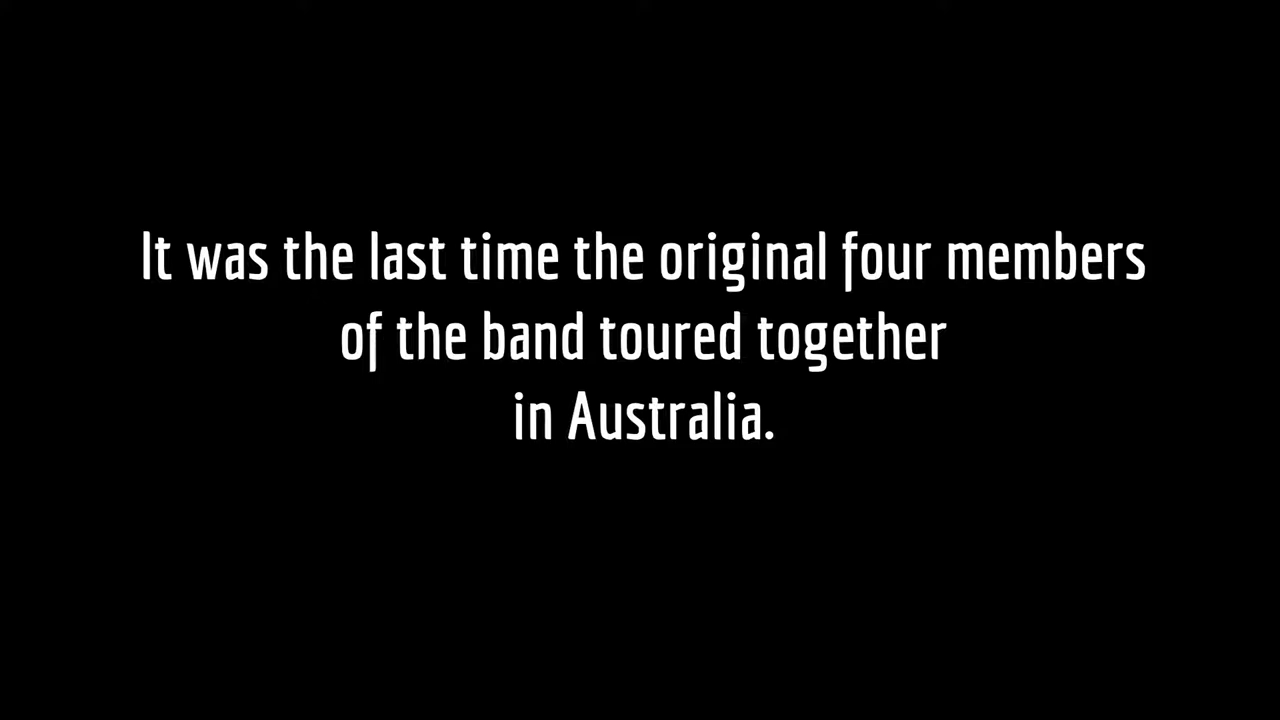 It was the last time the original four members
of the band toured together
in Australia.